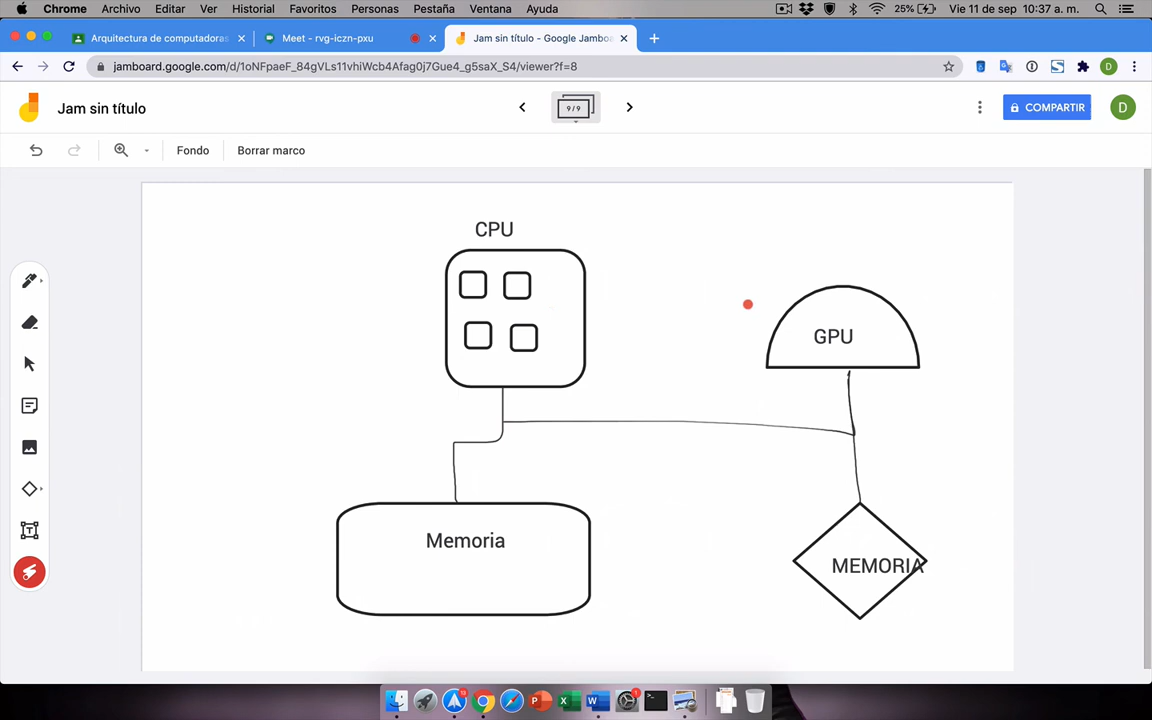 Chrome Archivo Editar Ver Historial Favoritos Personas Pestaña Ventana Ayuda 25% Vie 11 de sep 10:37 a. m.
Arquitectura de computadoras Meet - rvg-iczn-pxu Jam sin título - Google Jamboa
jamboard.google.com/d/1oNFpaeF_84gVLs11vhiWcb4Afag0j7Gue4_g5saX_S4/viewer?f=8 D
Jam sin título 9/9 COMPARTIR D
Fondo Borrar marco
CPU
GPU
Memoria
MEMORIA